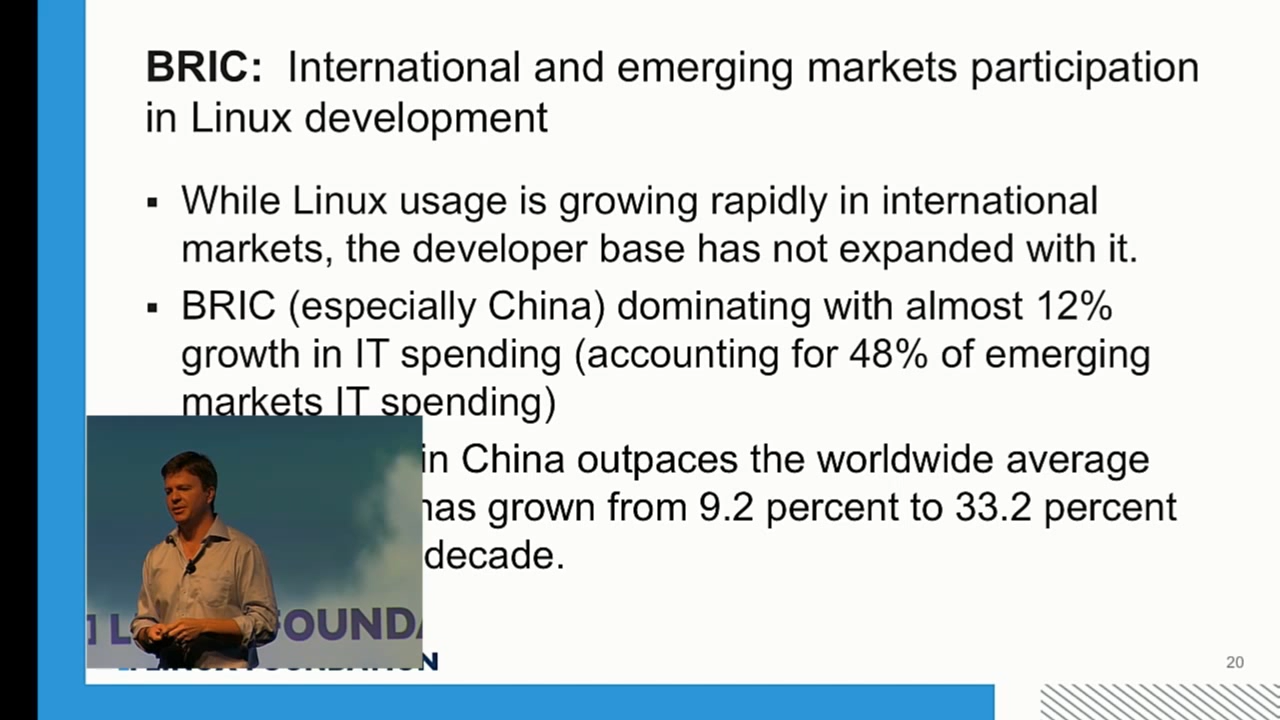 BRIC: International and emerging markets participation
in Linux development
▪ While Linux usage is growing rapidly in international
markets, the developer base has not expanded with it.
▪ BRIC (especially China) dominating with almost 12%
growth in IT spending (accounting for 48% of emerging
markets IT spending)
in China outpaces the worldwide average
has grown from 9.2 percent to 33.2 percent
decade.
FOUNDA
20